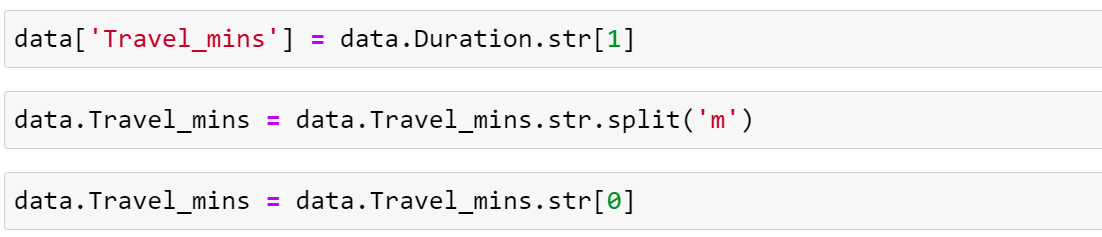 data['Travel_mins'] = data.Duration.str[1]
data.Travel_mins = data.Travel_mins.str.split('m')
data.Travel_mins = data.Travel_mins.str[0]